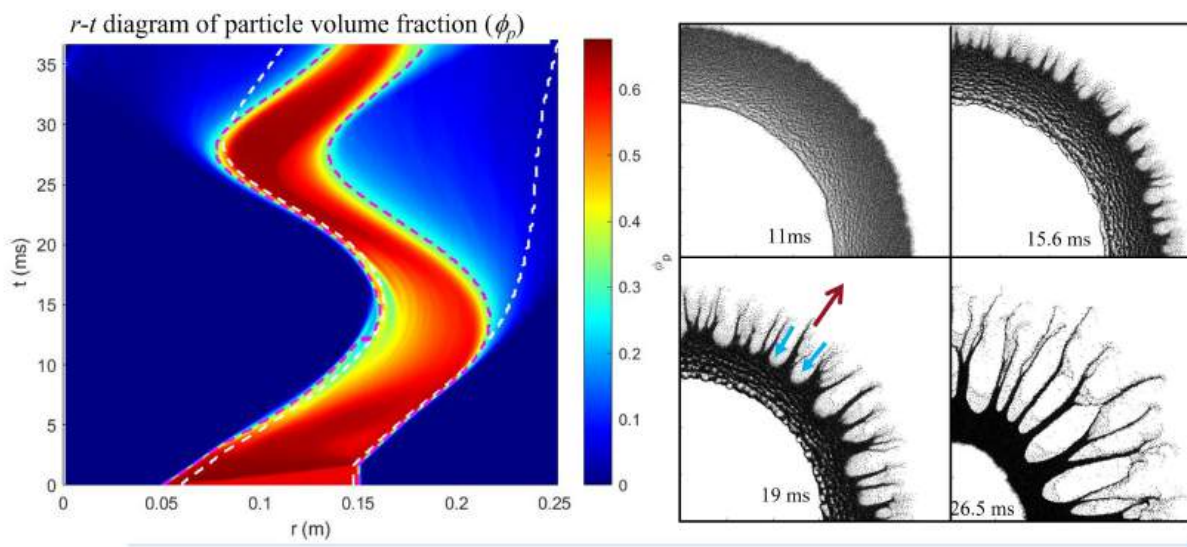 r-t diagram of particle volume fraction (ϕp)
35
30
25
20
15
10
5
0
t (ms)
0
0.05
0.1
0.15
0.2
0.25
r (m)
0.6
0.5
0.4
0.3
0.2
0.1
0
ϕp
11ms
15.6 ms
19 ms
26.5 ms